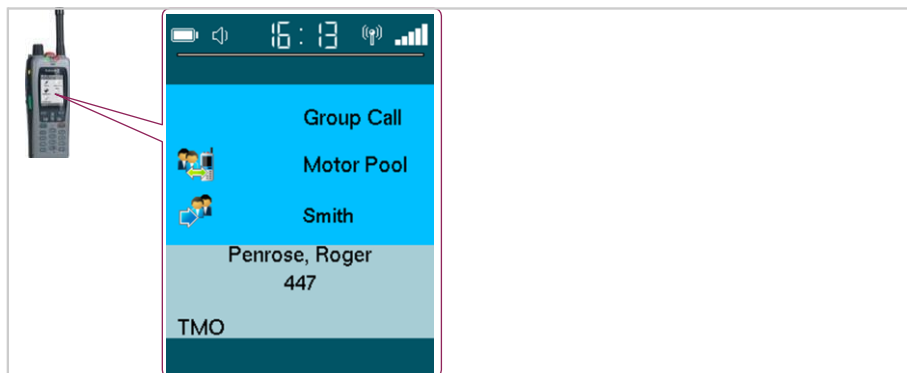 16:13
Group Call
Motor Pool
Smith
Penrose, Roger
447
TMO